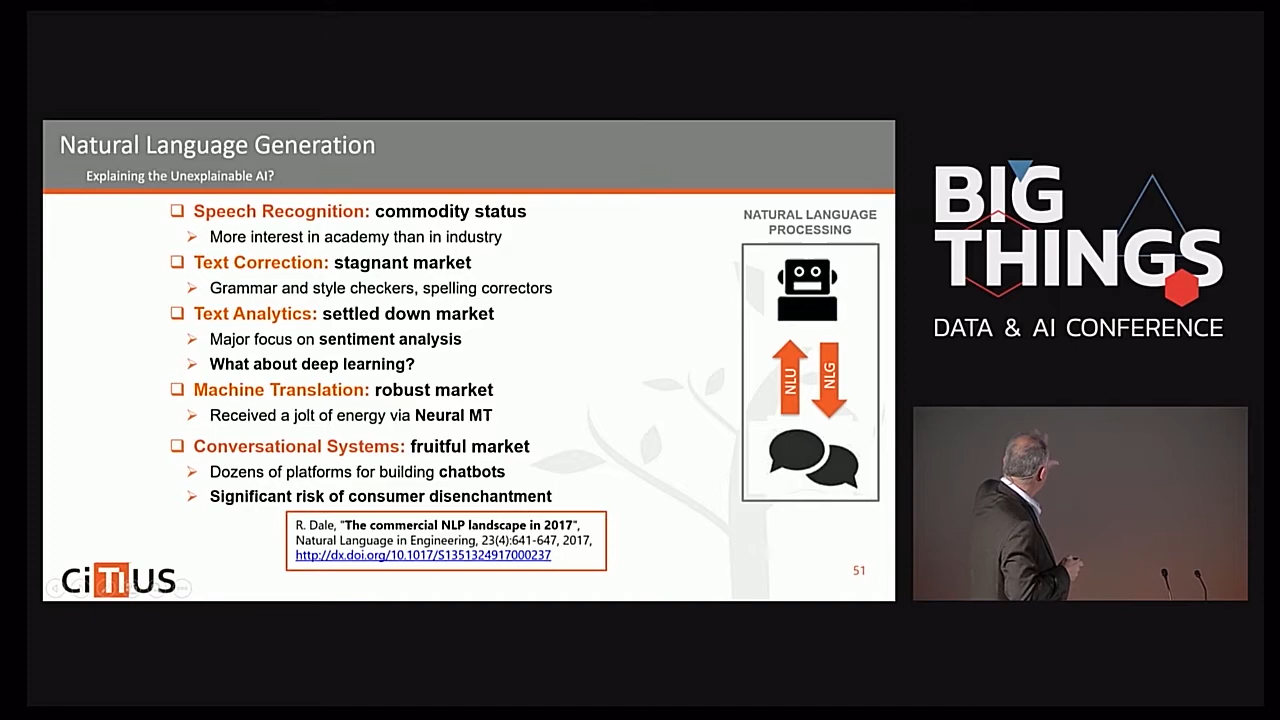 Natural Language Generation
Explaining the Unexplainable AI?
Speech Recognition: commodity status
More interest in academy than in industry
Text Correction: stagnant market
Grammar and style checkers, spelling correctors
Text Analytics: settled down market
Major focus on sentiment analysis
What about deep learning?
Machine Translation: robust market
Received a jolt of energy via Neural MT
Conversational Systems: fruitful market
Dozens of platforms for building chatbots
Significant risk of consumer disenchantment
R. Dale, "The commercial NLP landscape in 2017",
Natural Language in Engineering, 23(4):641-647, 2017,
http://dx.doi.org/10.1017/S1351324917000237
NATURAL LANGUAGE
PROCESSING
NLU
NLG
CiTIUS
51
BIG
THINGS
DATA & AI CONFERENCE